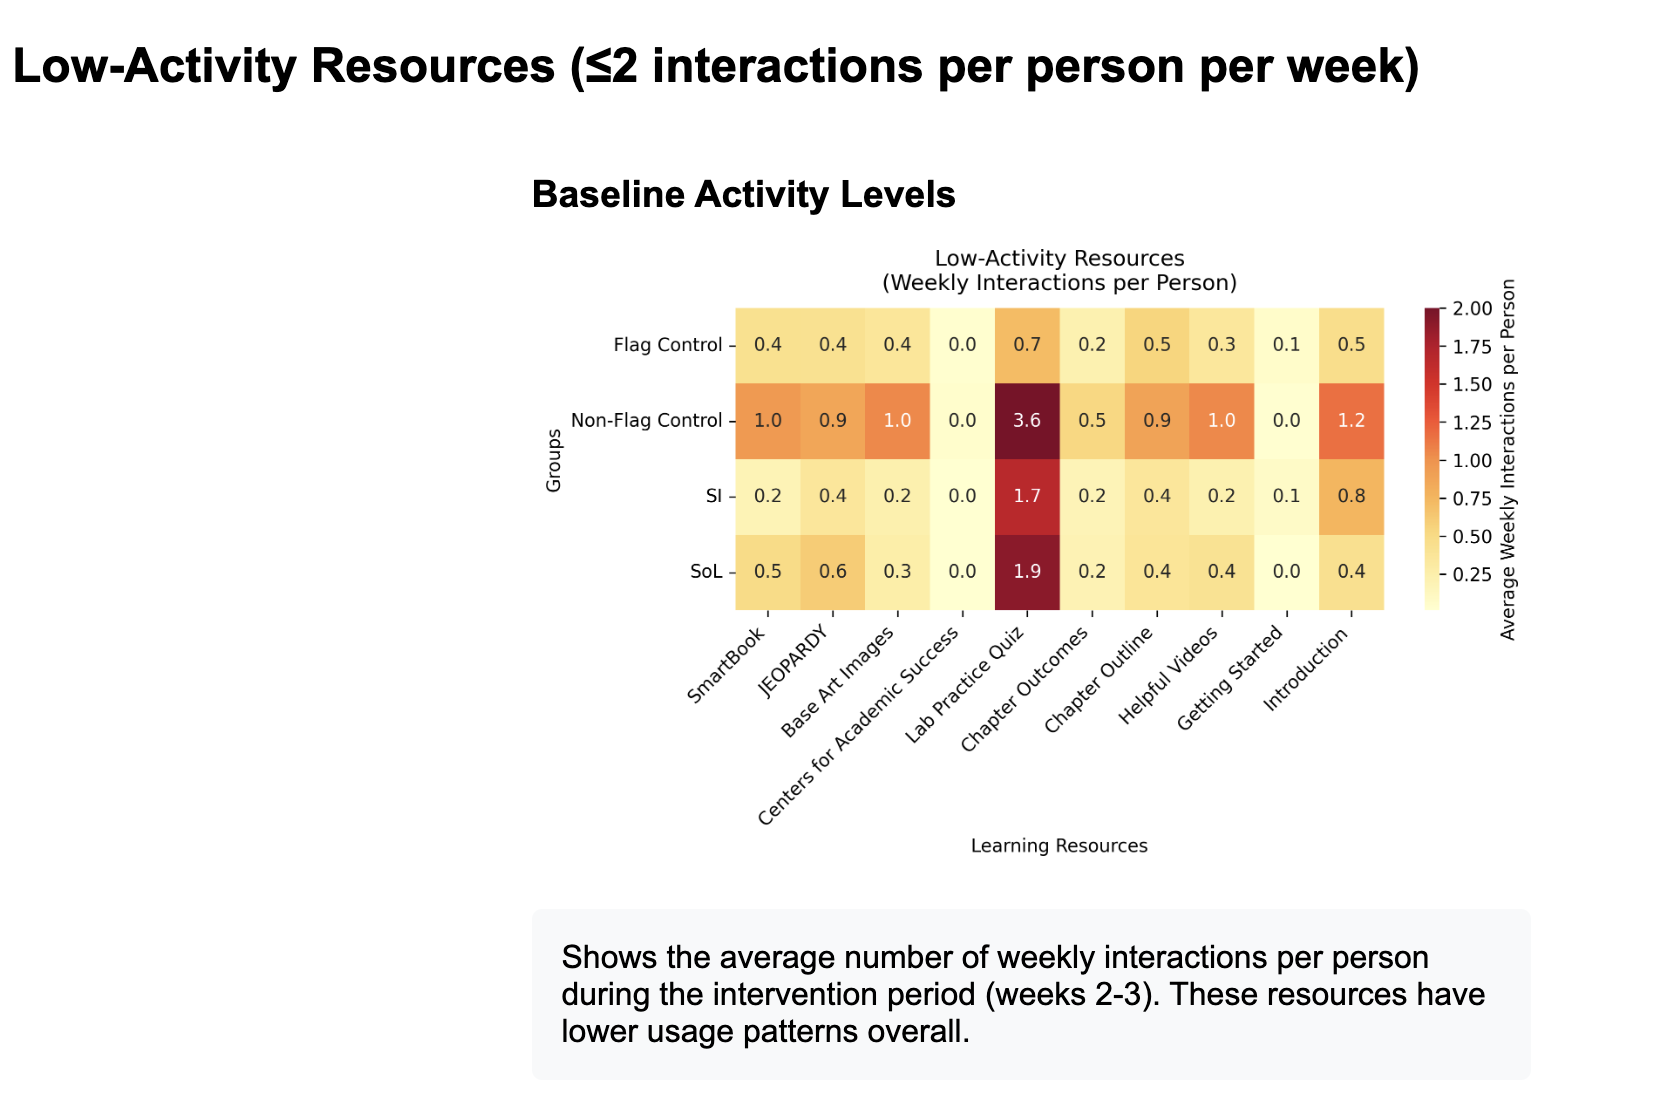 Low-Activity Resources (≤2 interactions per person per week)
Baseline Activity Levels
Low-Activity Resources
(Weekly Interactions per Person)
Groups
Flag Control 0.4 0.4 0.4 0.0 0.7 0.2 0.5 0.3 0.1 0.5
Non-Flag Control 1.0 0.9 1.0 0.0 3.6 0.5 0.9 1.0 0.0 1.2
SI 0.2 0.4 0.2 0.0 1.7 0.2 0.4 0.2 0.1 0.8
SoL 0.5 0.6 0.3 0.0 1.9 0.2 0.4 0.4 0.0 0.4
SmartBook
JEOPARDY
Base Art Images
Centers for Academic Success
Lab Practice Quiz
Chapter Outcomes
Chapter Outline
Helpful Videos
Getting Started
Introduction
Learning Resources
2.00
1.75
1.50
1.25
1.00
0.75
0.50
0.25
Average Weekly Interactions per Person
Shows the average number of weekly interactions per person
during the intervention period (weeks 2-3). These resources have
lower usage patterns overall.